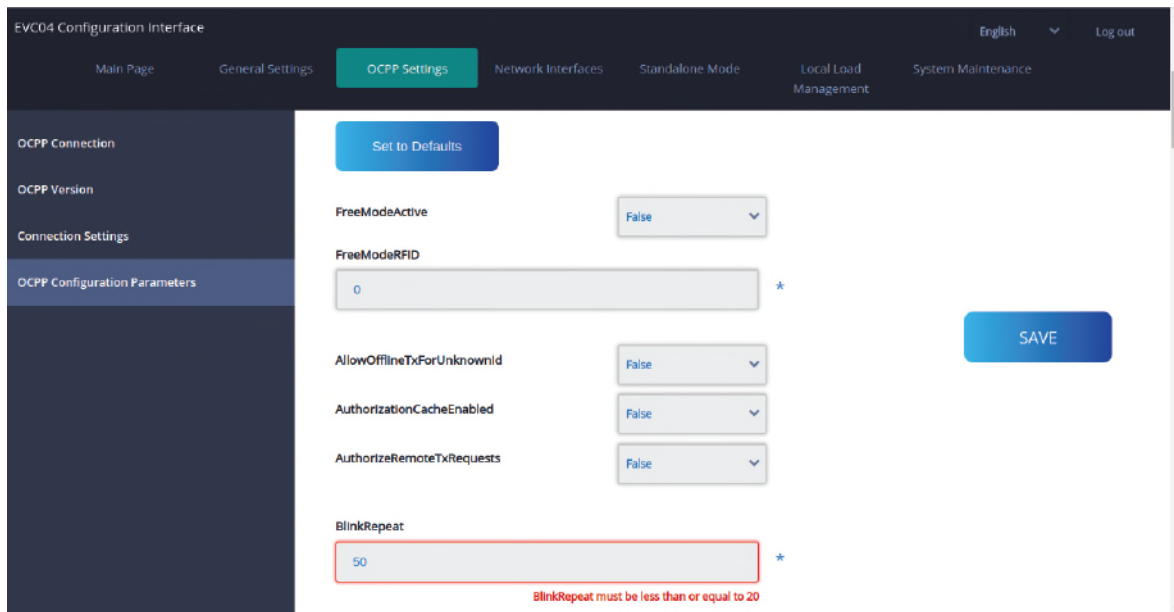 EVC04 Configuration Interface
English
Log out
Main Page
General Settings
OCPP Settings
Network Interfaces
Standalone Mode
Local Load
Management
System Maintenance
OCPP Connection
OCPP Version
Connection Settings
OCPP Configuration Parameters
Set to Defaults
FreeModeActive
False
FreeModeRFID
0
*
SAVE
AllowOfflineTxForUnknownId
False
AuthorizationCacheEnabled
False
AuthorizeRemoteTxRequests
False
BlinkRepeat
50
*
BlinkRepeat must be less than or equal to 20